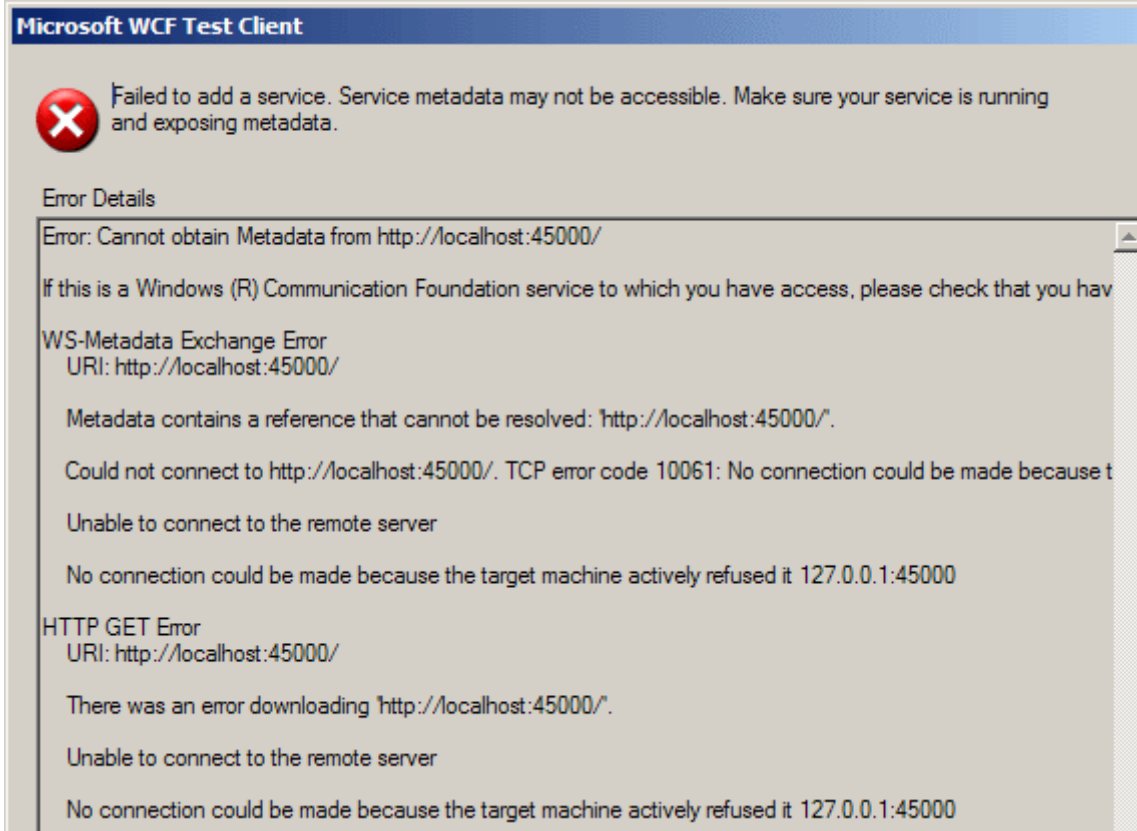 Microsoft WCF Test Client
Failed to add a service. Service metadata may not be accessible. Make sure your service is running
and exposing metadata.
Error Details
Error: Cannot obtain Metadata from http://localhost:45000/
If this is a Windows (R) Communication Foundation service to which you have access, please check that you hav
WS-Metadata Exchange Error
URI: http://localhost:45000/
Metadata contains a reference that cannot be resolved: 'http://localhost:45000/'.
Could not connect to http://localhost:45000/. TCP error code 10061: No connection could be made because t
Unable to connect to the remote server
No connection could be made because the target machine actively refused it 127.0.0.1:45000
HTTP GET Error
URI: http://localhost:45000/
There was an error downloading 'http://localhost:45000/'.
Unable to connect to the remote server
No connection could be made because the target machine actively refused it 127.0.0.1:45000